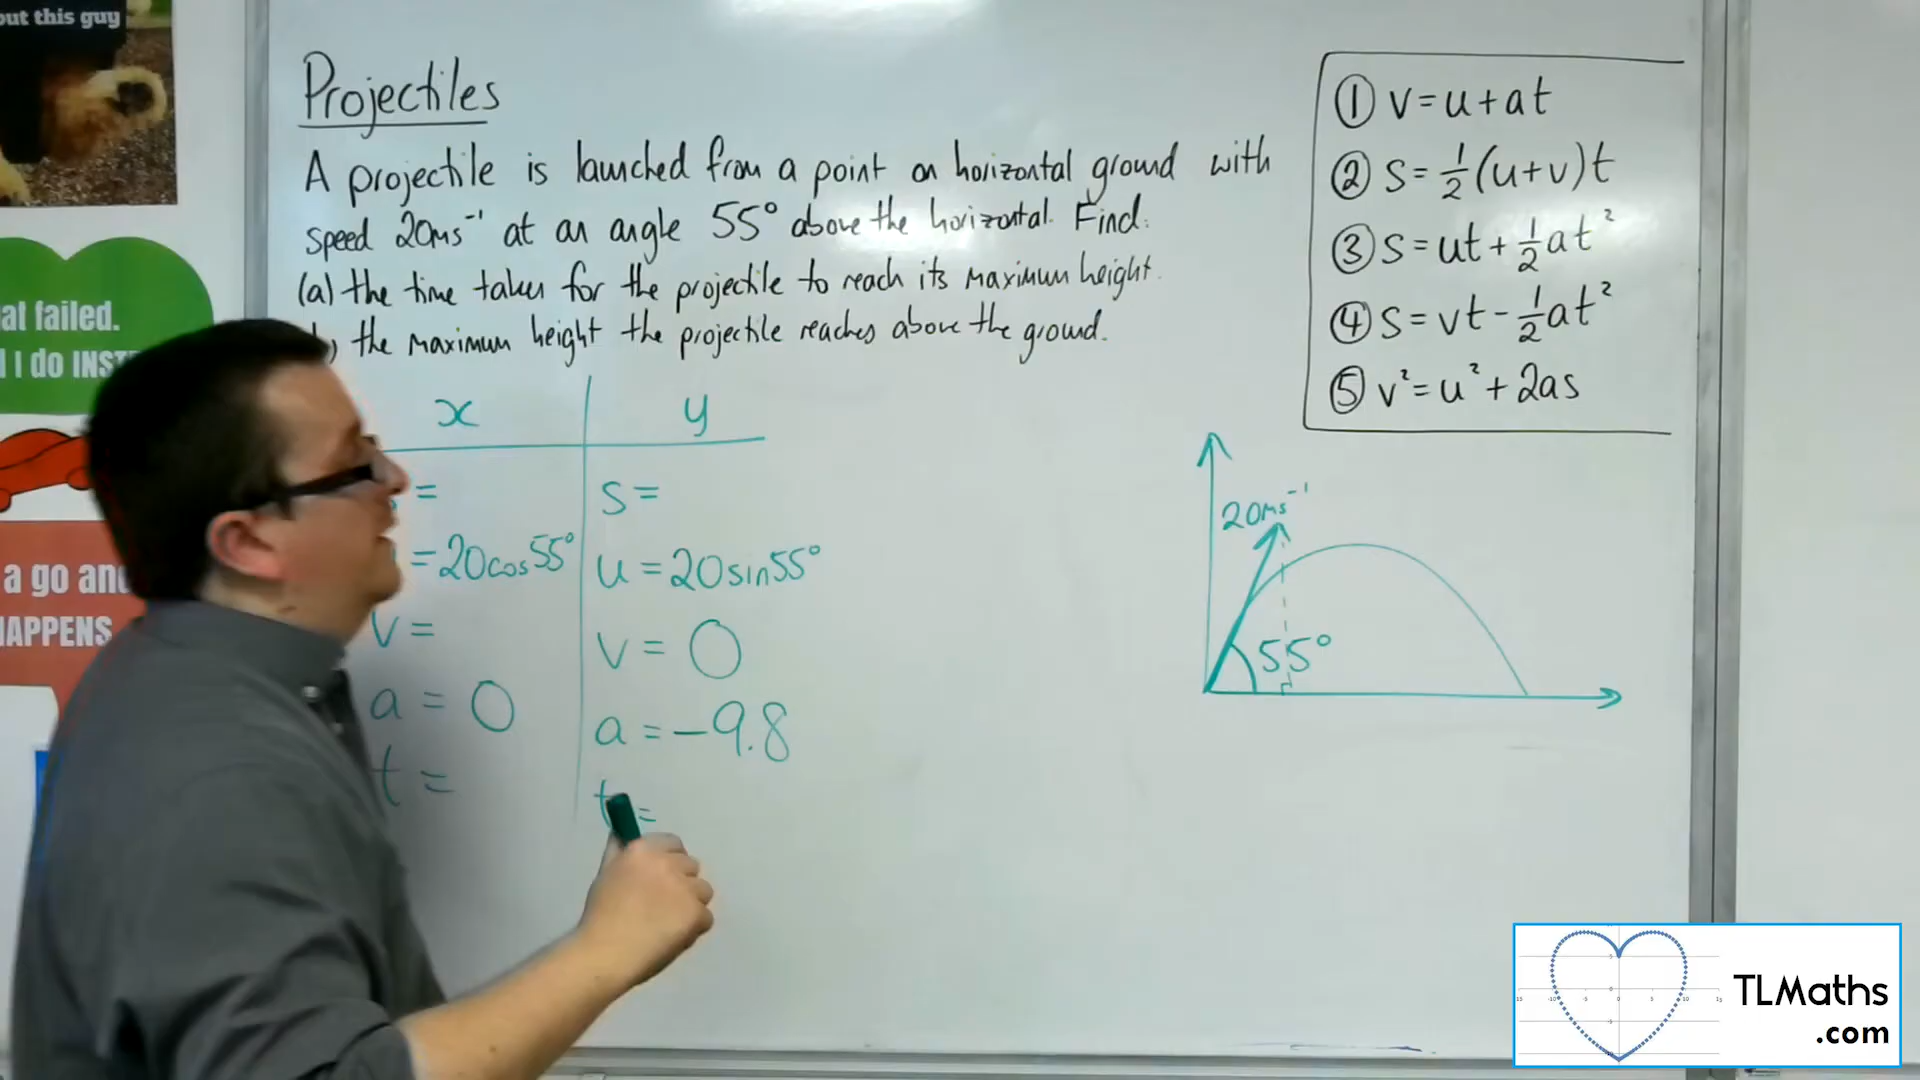 out this guy
at failed.
I do INST
a go and
HAPPENS
Projectiles
A projectile is launched from a point on horizontal ground with
speed 20ms⁻¹ at an angle 55° above the horizontal. Find:
(a) the time taken for the projectile to reach its maximum height.
) the maximum height the projectile reaches above the ground.
① v = u + at
② s = ½(u+v)t
③ s = ut + ½at²
④ s = vt - ½at²
⑤ v² = u² + 2as
x
=
= 20cos55°
v =
a = 0
t =
y
s =
u = 20sin55°
v = 0
a = -9.8
t =
20ms⁻¹
55°
TLMaths
.com